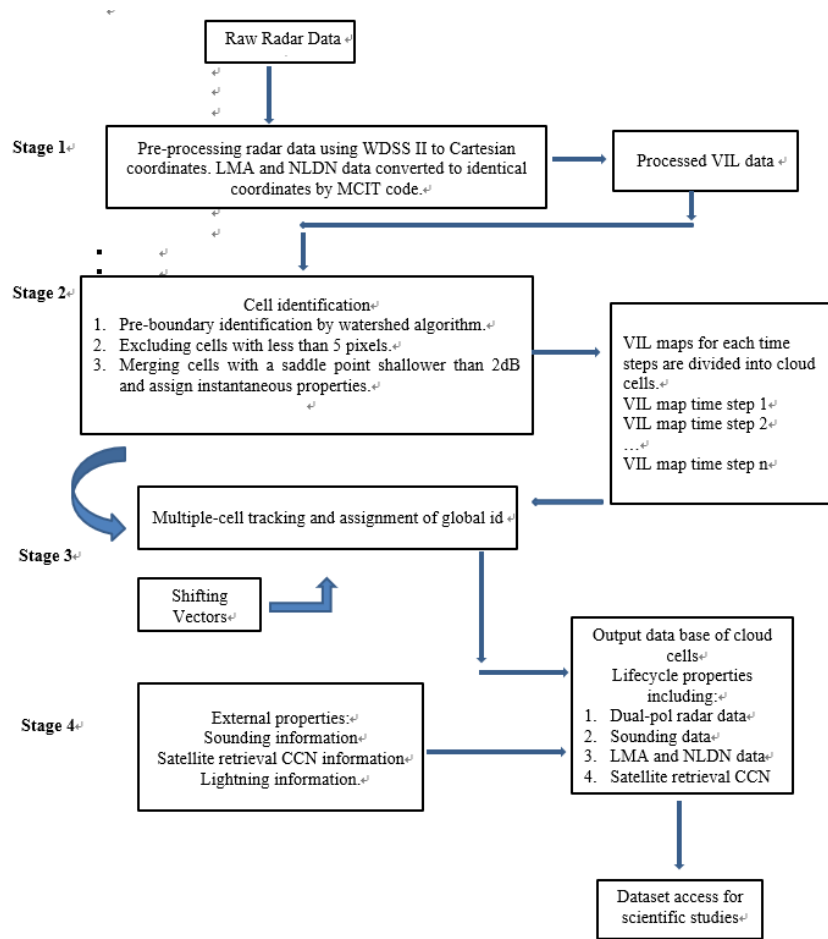 Raw Radar Data
Stage 1
Pre-processing radar data using WDSS II to Cartesian
coordinates. LMA and NLDN data converted to identical
coordinates by MCIT code.
Processed VIL data
Stage 2
Cell identification
1. Pre-boundary identification by watershed algorithm.
2. Excluding cells with less than 5 pixels.
3. Merging cells with a saddle point shallower than 2dB
and assign instantaneous properties.
VIL maps for each time
steps are divided into cloud
cells.
VIL map time step 1
VIL map time step 2
...
VIL map time step n
Multiple-cell tracking and assignment of global id
Stage 3
Shifting
Vectors
Output data base of cloud
cells
Lifecycle properties
including:
1. Dual-pol radar data
2. Sounding data
3. LMA and NLDN data
4. Satellite retrieval CCN
Stage 4
External properties:
Sounding information
Satellite retrieval CCN information
Lightning information.
Dataset access for
scientific studies